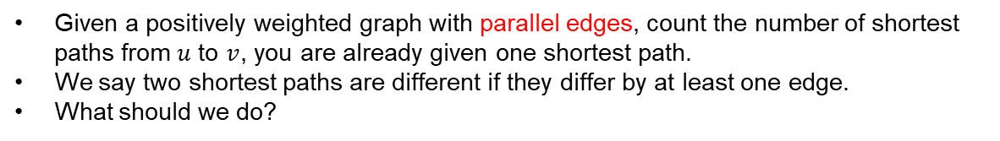 • Given a positively weighted graph with parallel edges, count the number of shortest
paths from 𝑢 to 𝑣, you are already given one shortest path.
• We say two shortest paths are different if they differ by at least one edge.
• What should we do?